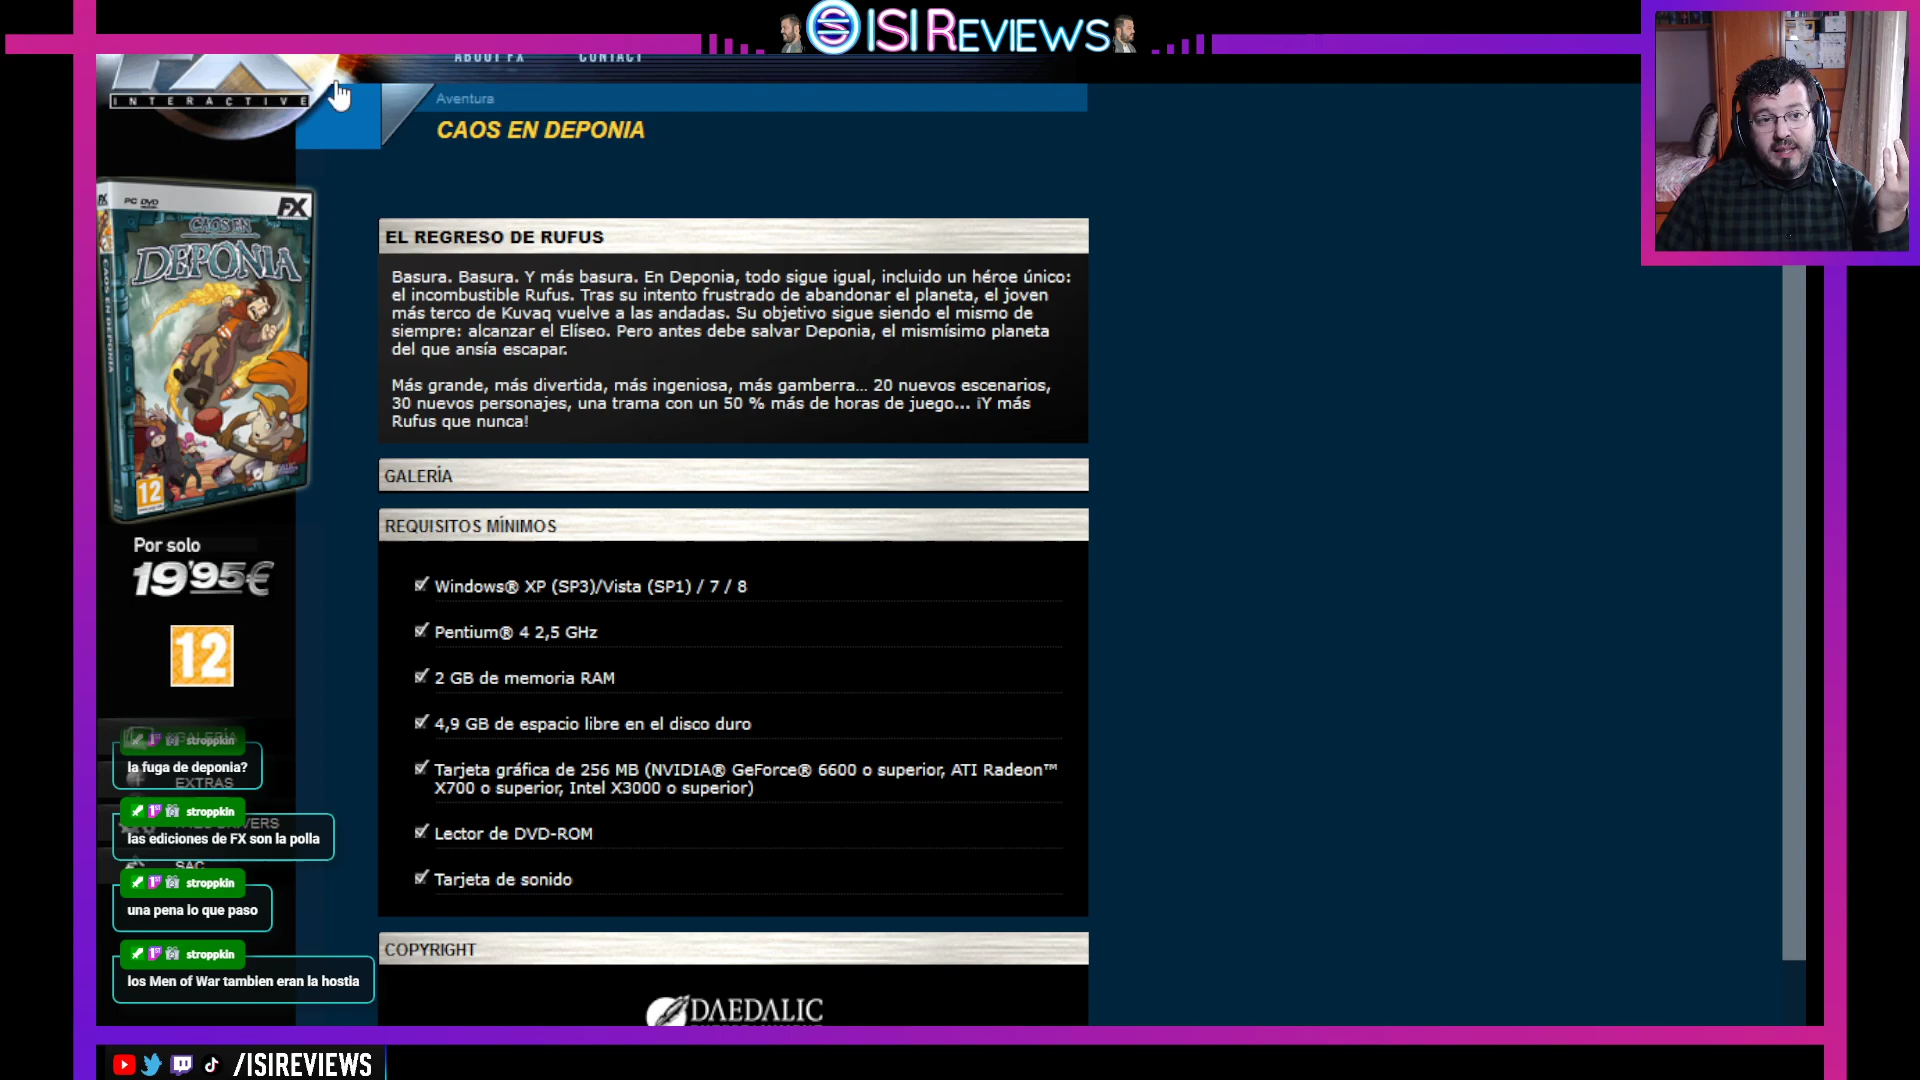 ISI REVIEWS
ABOUT FX
CONTACT
INTERACTIVE
Aventura
CAOS EN DEPONIA
PC DVD
FX
CAOS EN
DEPONIA
CAOS EN DEPONIA
12
EL REGRESO DE RUFUS
Basura. Basura. Y más basura. En Deponia, todo sigue igual, incluido un héroe único:
el incombustible Rufus. Tras su intento frustrado de abandonar el planeta, el joven
más terco de Kuvaq vuelve a las andadas. Su objetivo sigue siendo el mismo de
siempre: alcanzar el Elíseo. Pero antes debe salvar Deponia, el mismísimo planeta
del que ansía escapar.
Más grande, más divertida, más ingeniosa, más gamberra... 20 nuevos escenarios,
30 nuevos personajes, una trama con un 50 % más de horas de juego... ¡Y más
Rufus que nunca!
GALERÍA
REQUISITOS MÍNIMOS
Windows® XP (SP3)/Vista (SP1) / 7 / 8
Pentium® 4 2,5 GHz
2 GB de memoria RAM
4,9 GB de espacio libre en el disco duro
Tarjeta gráfica de 256 MB (NVIDIA® GeForce® 6600 o superior, ATI Radeon™
X700 o superior, Intel X3000 o superior)
Lector de DVD-ROM
Tarjeta de sonido
COPYRIGHT
DAEDALIC
Por solo
19'95€
12
GALERÍA
stroppkin
la fuga de deponia?
EXTRAS
stroppkin
las ediciones de FX son la polla
SAC
stroppkin
una pena lo que paso
stroppkin
los Men of War tambien eran la hostia
/ISIREVIEWS